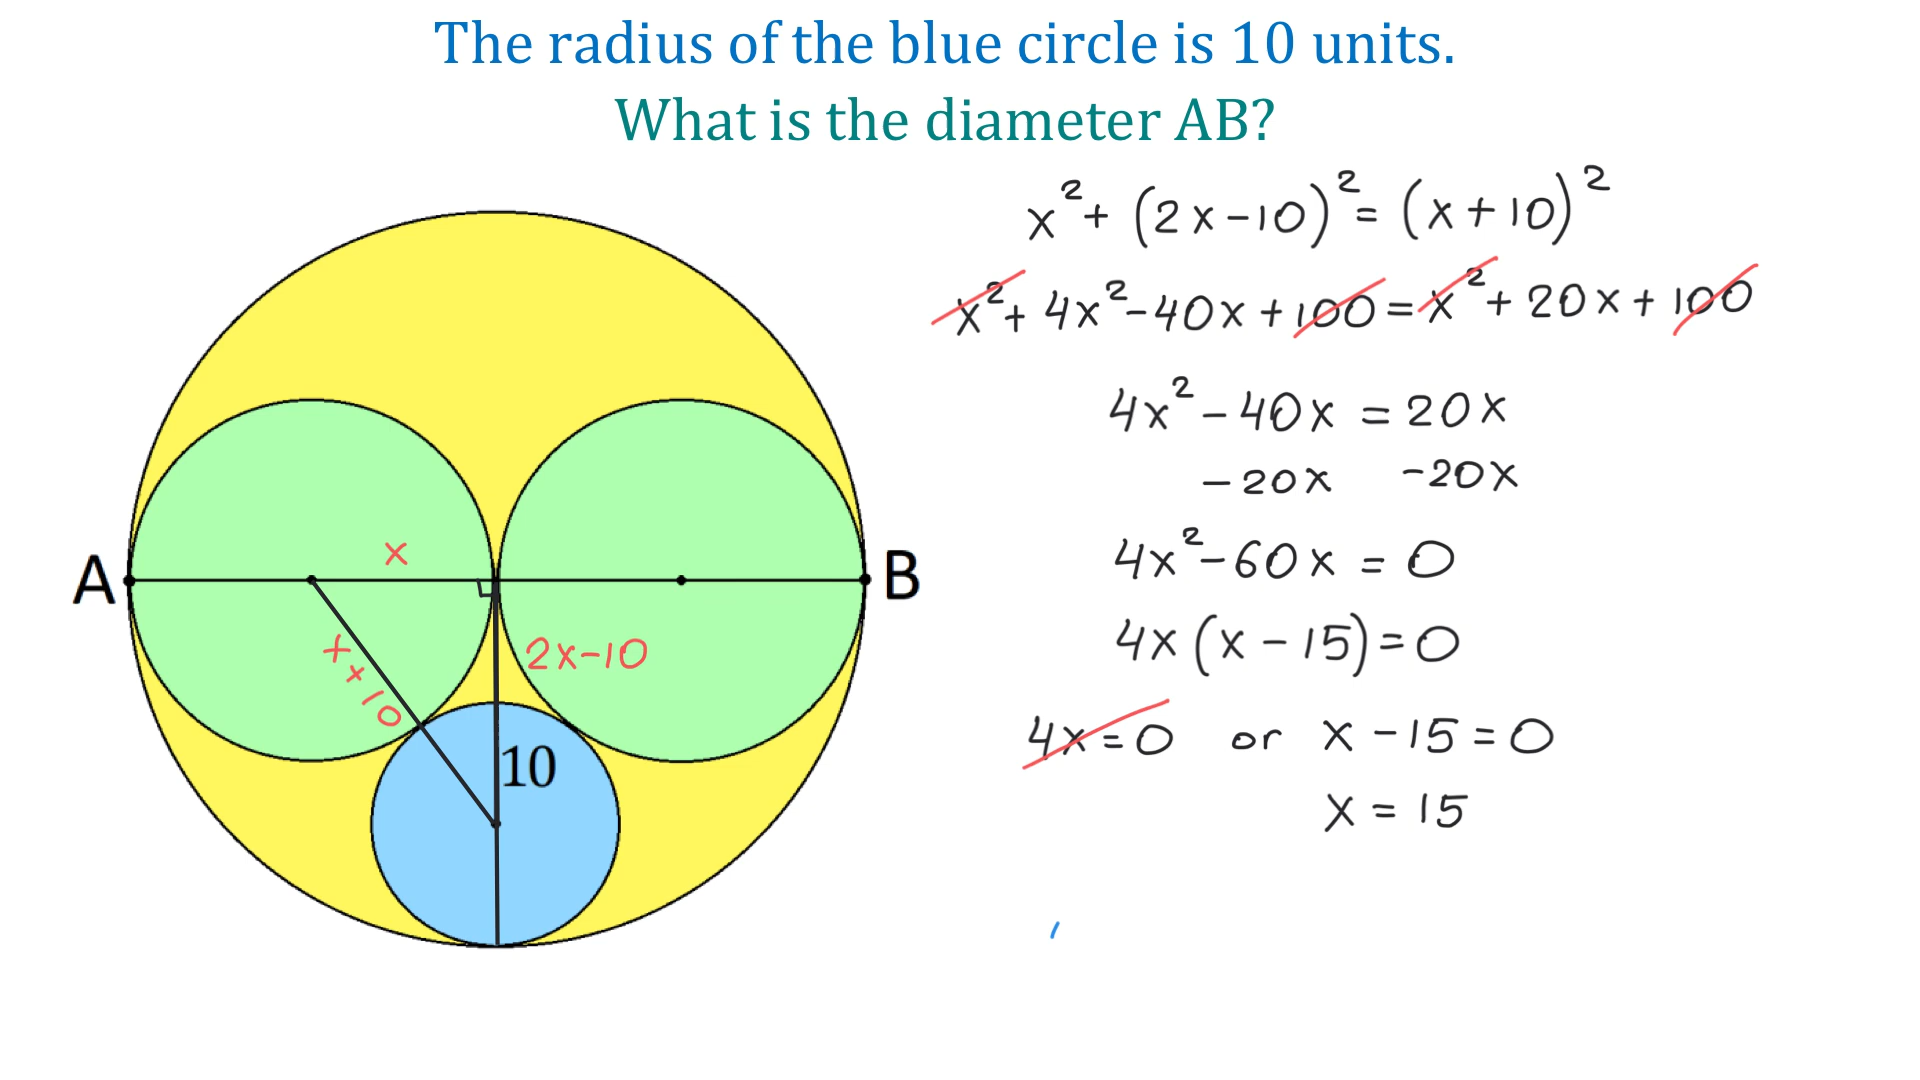 The radius of the blue circle is 10 units.
What is the diameter AB?
x² + (2x-10)² = (x+10)²
x² + 4x² - 40x + 100 = x² + 20x + 100
4x² - 40x = 20x
-20x -20x
4x² - 60x = 0
4x(x - 15) = 0
4x = 0 or x - 15 = 0
x = 15
A
x
B
x+10
2x-10
10